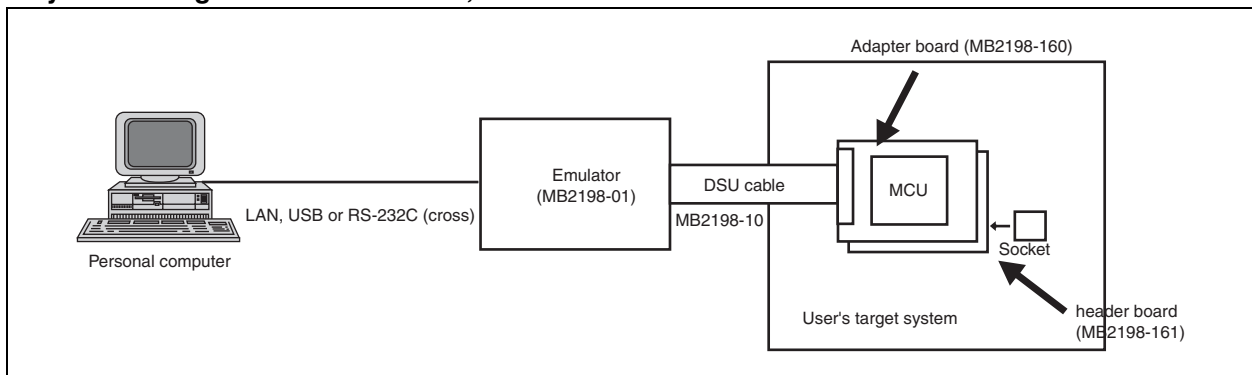 Adapter board (MB2198-160)
Emulator
(MB2198-01)
DSU cable
MCU
LAN, USB or RS-232C (cross)
MB2198-10
Socket
Personal computer
User's target system
header board
(MB2198-161)